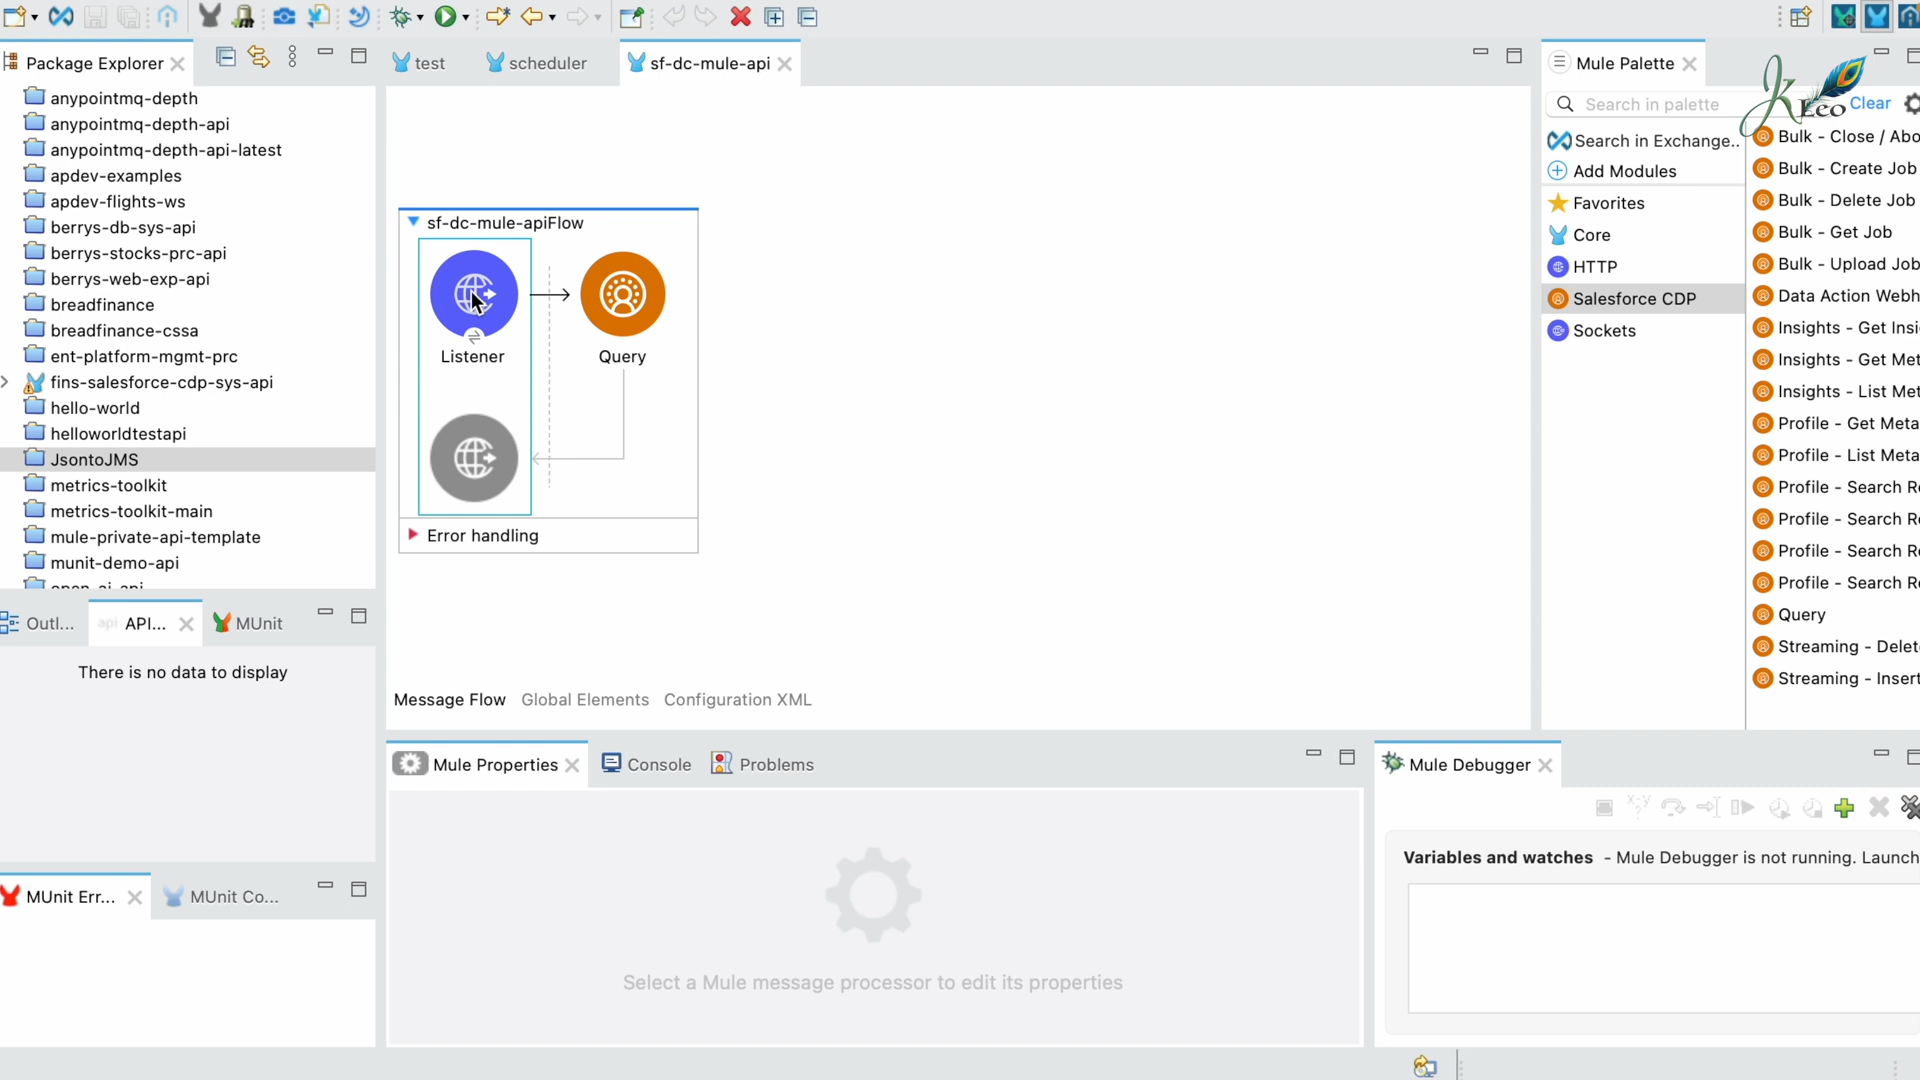 Package Explorer
test
scheduler
sf-dc-mule-api
Mule Palette
K Leco
Search in palette
Clear
anypointmq-depth
anypointmq-depth-api
anypointmq-depth-api-latest
apdev-examples
apdev-flights-ws
berrys-db-sys-api
berrys-stocks-prc-api
berrys-web-exp-api
breadfinance
breadfinance-cssa
ent-platform-mgmt-prc
fins-salesforce-cdp-sys-api
hello-world
helloworldtestapi
JsontoJMS
metrics-toolkit
metrics-toolkit-main
mule-private-api-template
munit-demo-api
open-ai-api
sf-dc-mule-apiFlow
Listener
Query
Error handling
Message Flow
Global Elements
Configuration XML
Search in Exchange..
Add Modules
Favorites
Core
HTTP
Salesforce CDP
Sockets
Bulk - Close / Abo
Bulk - Create Job
Bulk - Delete Job
Bulk - Get Job
Bulk - Upload Job
Data Action Webh
Insights - Get Insi
Insights - Get Met
Insights - List Met
Profile - Get Meta
Profile - List Meta
Profile - Search Re
Profile - Search Re
Profile - Search Re
Profile - Search Re
Query
Streaming - Delet
Streaming - Insert
Outl...
api
API...
MUnit
There is no data to display
MUnit Err...
MUnit Co...
Mule Properties
Console
Problems
Select a Mule message processor to edit its properties
Mule Debugger
Variables and watches - Mule Debugger is not running. Launch